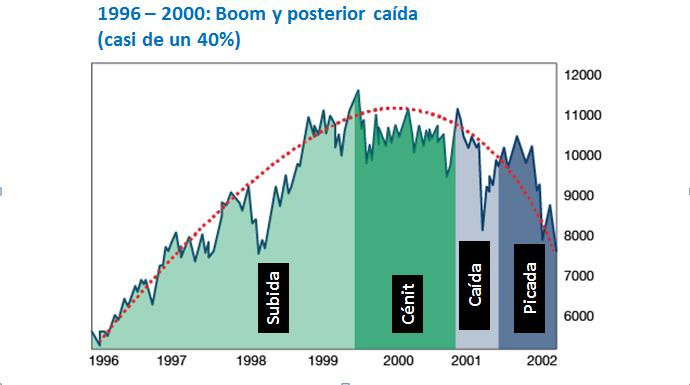 1996 – 2000: Boom y posterior caída
(casi de un 40%)
12000
11000
10000
9000
8000
7000
6000
Subida
Cénit
Caída
Picada
1996 1997 1998 1999 2000 2001 2002